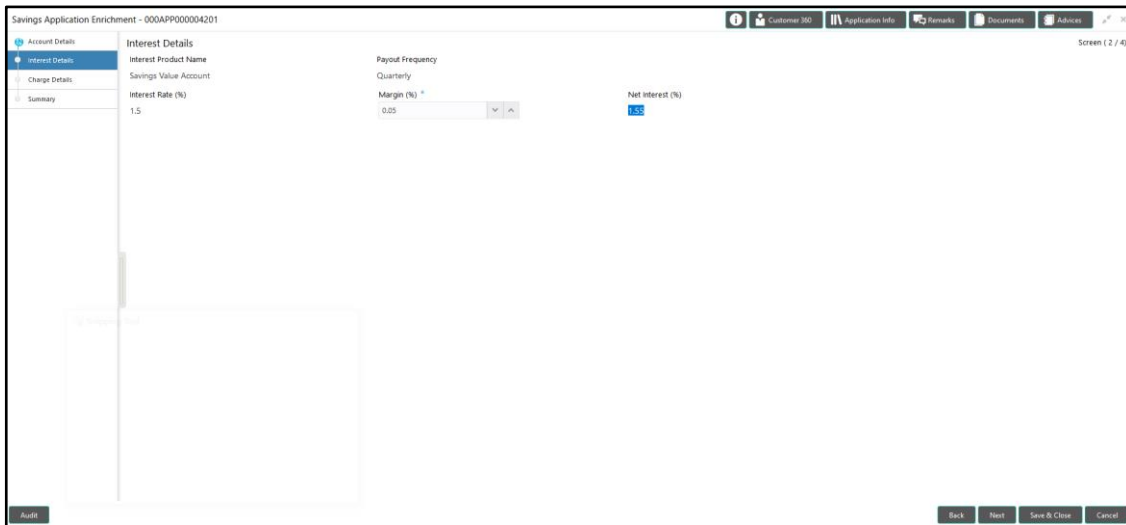 Savings Application Enrichment - 000APP000004201
Customer 360 Application Info Remarks Documents Advices
Account Details
Interest Details
Charge Details
Summary
Interest Details Screen ( 2 / 4)
Interest Product Name Payout Frequency
Savings Value Account Quarterly
Interest Rate (%) Margin (%) * Net Interest (%)
1.5 0.05 1.55
Audit Back Next Save & Close Cancel